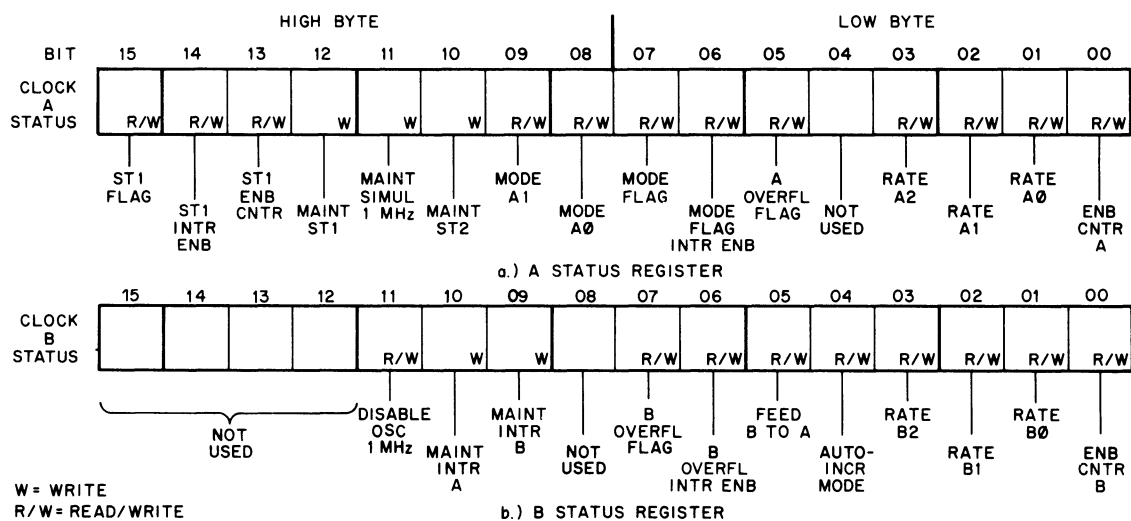 HIGH BYTE LOW BYTE
BIT 15 14 13 12 11 10 09 08 07 06 05 04 03 02 01 00
CLOCK
A
STATUS
R/W R/W R/W W W W R/W R/W R/W R/W R/W R/W R/W R/W R/W
ST1
FLAG
ST1
INTR
ENB
ST1
ENB
CNTR
MAINT
ST1
MAINT
SIMUL
1 MHz
MAINT
ST2
MODE
A1
MODE
AØ
MODE
FLAG
MODE
FLAG
INTR ENB
A
OVERFL
FLAG
NOT
USED
RATE
A2
RATE
A1
RATE
AØ
ENB
CNTR
A
a.) A STATUS REGISTER
15 14 13 12 11 10 09 08 07 06 05 04 03 02 01 00
CLOCK
B
STATUS
R/W W W R/W R/W R/W R/W R/W R/W R/W R/W
NOT
USED
DISABLE
OSC
1 MHz
MAINT
INTR
A
MAINT
INTR
B
NOT
USED
B
OVERFL
FLAG
B
OVERFL
INTR ENB
FEED
B TO A
AUTO-
INCR
MODE
RATE
B2
RATE
B1
RATE
BØ
ENB
CNTR
B
W = WRITE
R/W = READ/WRITE
b.) B STATUS REGISTER